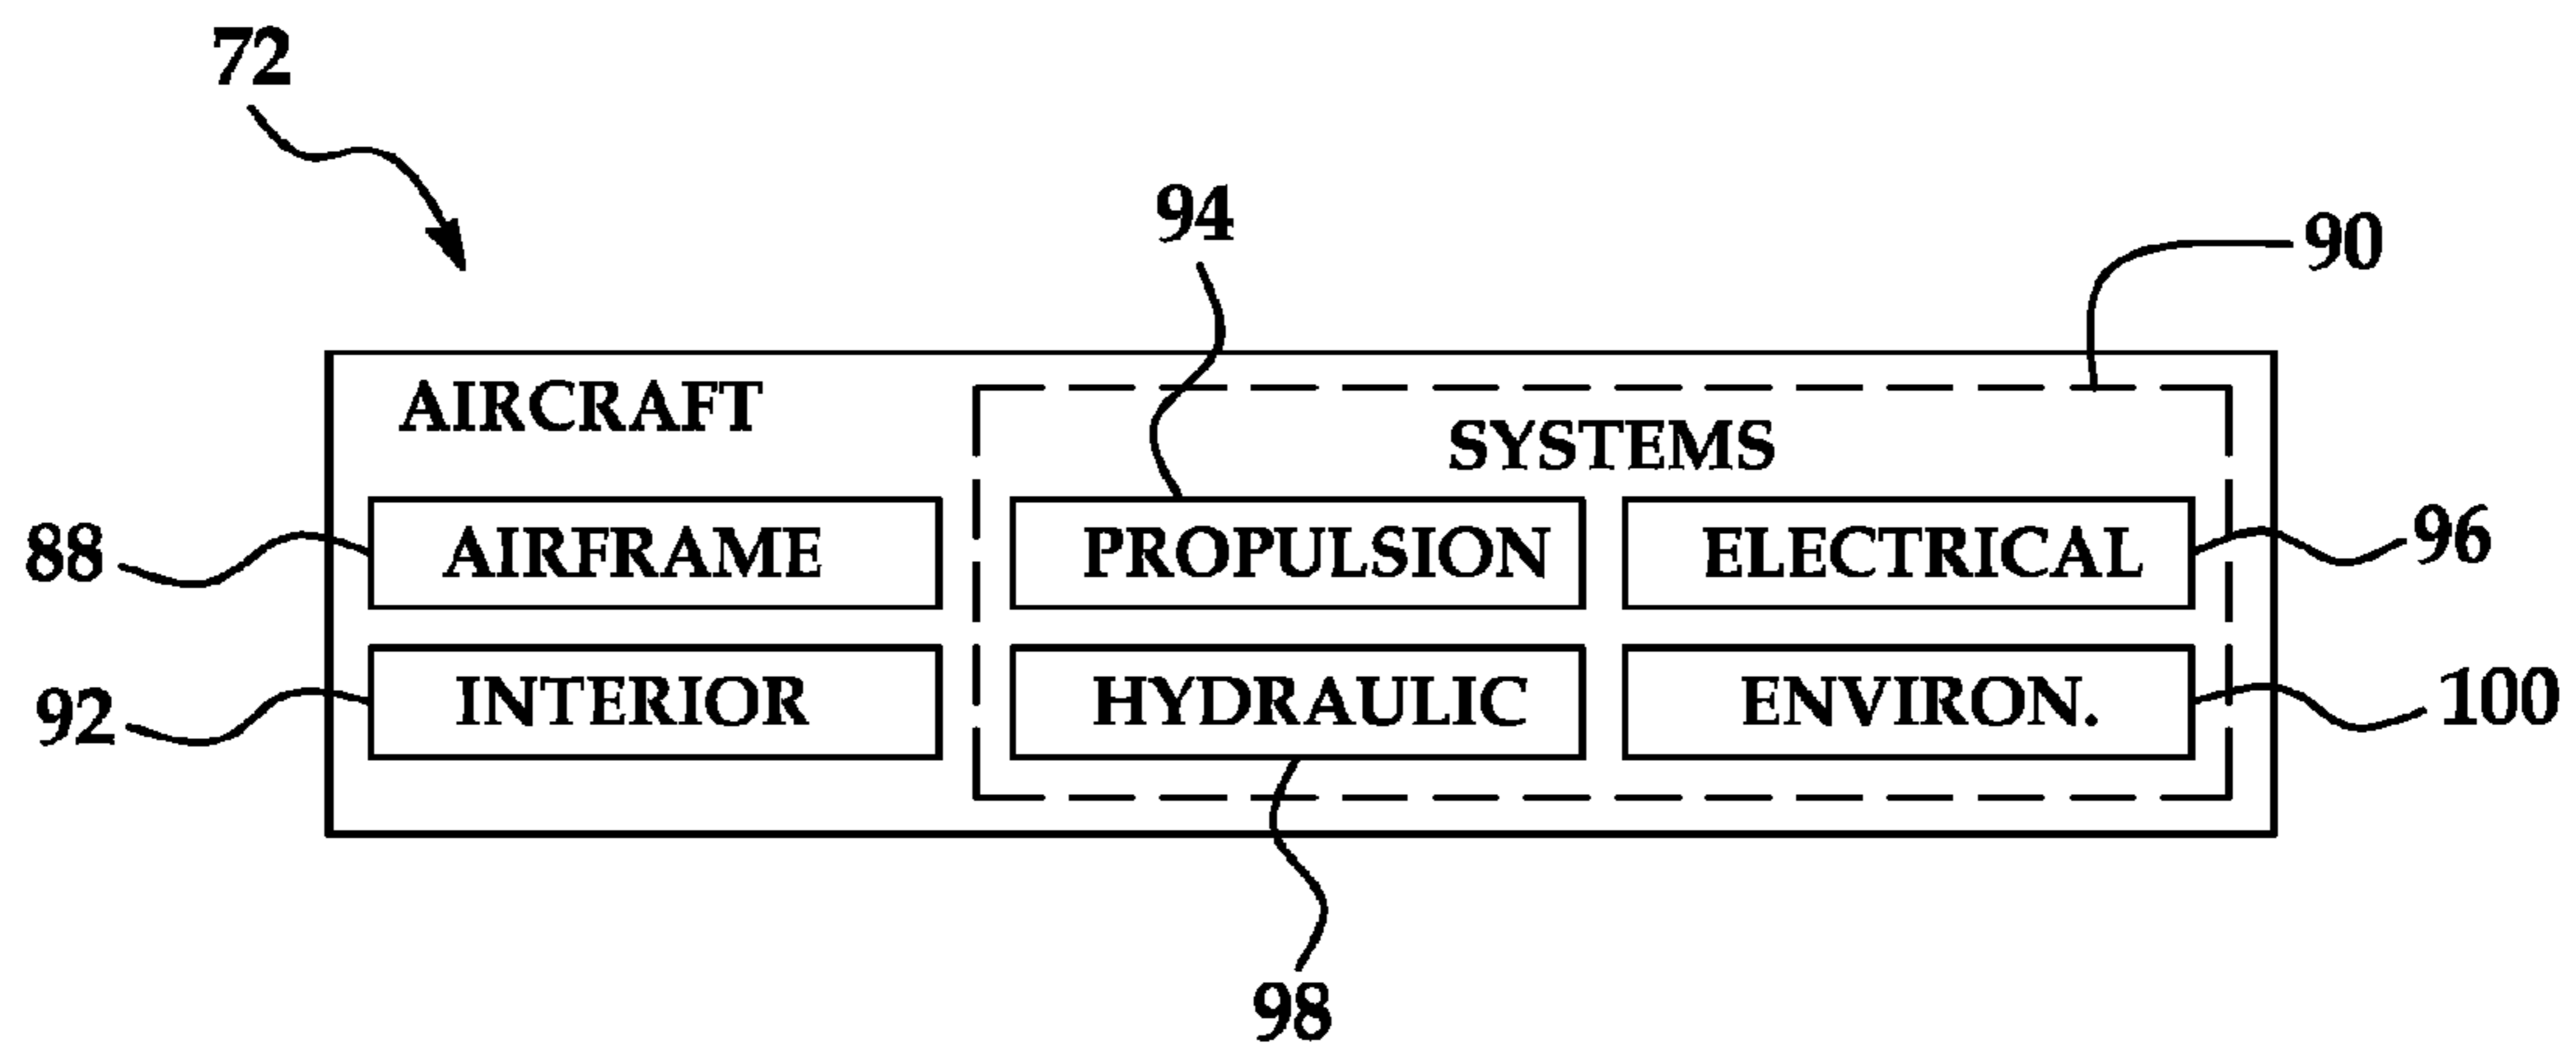 72
94
90
AIRCRAFT
SYSTEMS
88 AIRFRAME PROPULSION ELECTRICAL 96
92 INTERIOR HYDRAULIC ENVIRON. 100
98